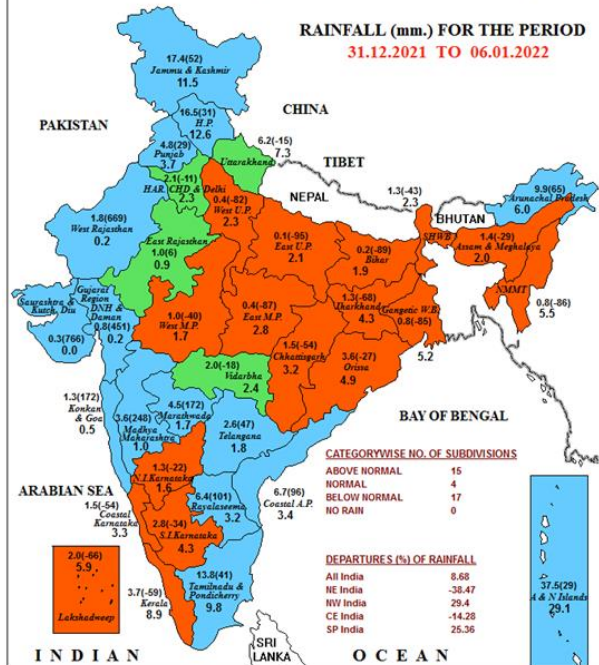 RAINFALL (mm.) FOR THE PERIOD
31.12.2021 TO 06.01.2022
17.4(52)
Jammu & Kashmir
11.5
CHINA
16.5(31)
H.P.
12.6
PAKISTAN
4.8(29)
Punjab
3.7
6.2(-15)
Uttarakhand
7.3
TIBET
2.1(-11)
HAR. CHD & Delhi
2.3
0.4(-82)
West U.P.
2.3
NEPAL
1.3(-43)
2.3
9.9(65)
Arunachal Pradesh
6.0
BHUTAN
1.8(669)
West Rajasthan
0.2
East Rajasthan
1.0(6)
0.9
0.1(-95)
East U.P.
2.1
0.2(-89)
Bihar
1.9
SHWB
1.4(-29)
Assam & Meghalaya
2.0
NMMT
0.8(-86)
5.5
Saurashtra &
Kutch, Diu
0.3(766)
0.0
Gujarat
Region
DNH &
Daman
0.8(451)
0.2
1.0(-40)
West M.P.
1.7
0.4(-87)
East M.P.
2.8
1.3(-68)
Jharkhand
4.3
Gangetic W.B.
0.8(-85)
5.2
1.5(-54)
Chhattisgarh
3.2
3.6(-27)
Orissa
4.9
2.0(-18)
Vidarbha
2.4
1.3(172)
Konkan
& Goa
0.5
3.6(248)
Madhya
Maharashtra
1.0
4.5(172)
Marathwada
1.7
2.6(47)
Telangana
1.8
BAY OF BENGAL
1.3(-22)
N.I.Karnataka
1.6
ARABIAN SEA
1.5(-54)
Coastal
Karnataka
3.3
6.4(101)
Rayalaseema
3.2
6.7(96)
Coastal A.P.
3.4
2.8(-34)
S.I.Karnataka
4.3
CATEGORYWISE NO. OF SUBDIVISIONS
ABOVE NORMAL 15
NORMAL 4
BELOW NORMAL 17
NO RAIN 0
2.0(-66)
5.9
Lakshadweep
3.7(-59)
Kerala
8.9
13.8(41)
Tamilnadu &
Pondicherry
9.8
DEPARTURES (%) OF RAINFALL
All India 8.68
NE India -38.47
NW India 29.4
CE India -14.28
SP India 25.36
37.5(29)
A & N Islands
29.1
SRI
LANKA
INDIAN OCEAN